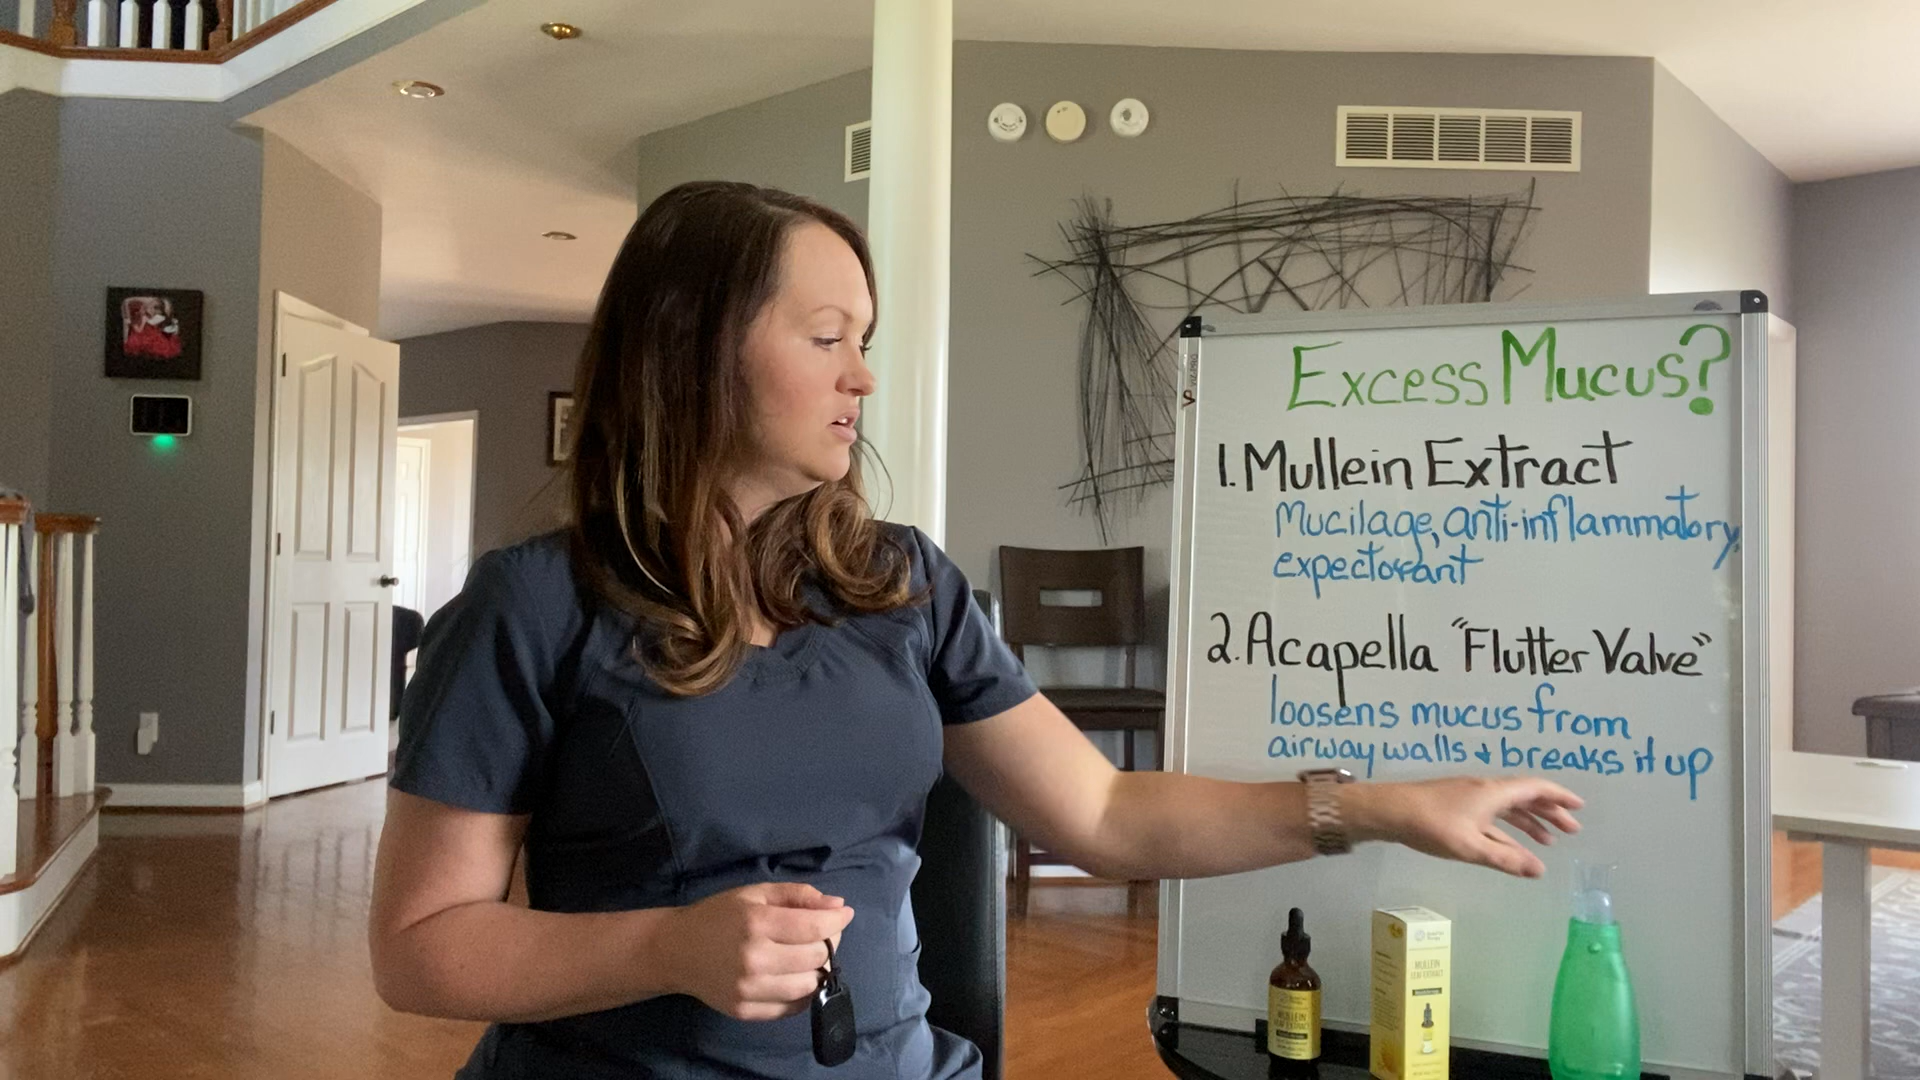 Excess Mucus?
1. Mullein Extract
Mucilage, anti-inflammatory,
expectorant
2. Acapella "Flutter Valve"
loosens mucus from
airway walls + breaks it up
MULLEIN
LEAF EXTRACT
MULLEIN
LEAF EXTRACT